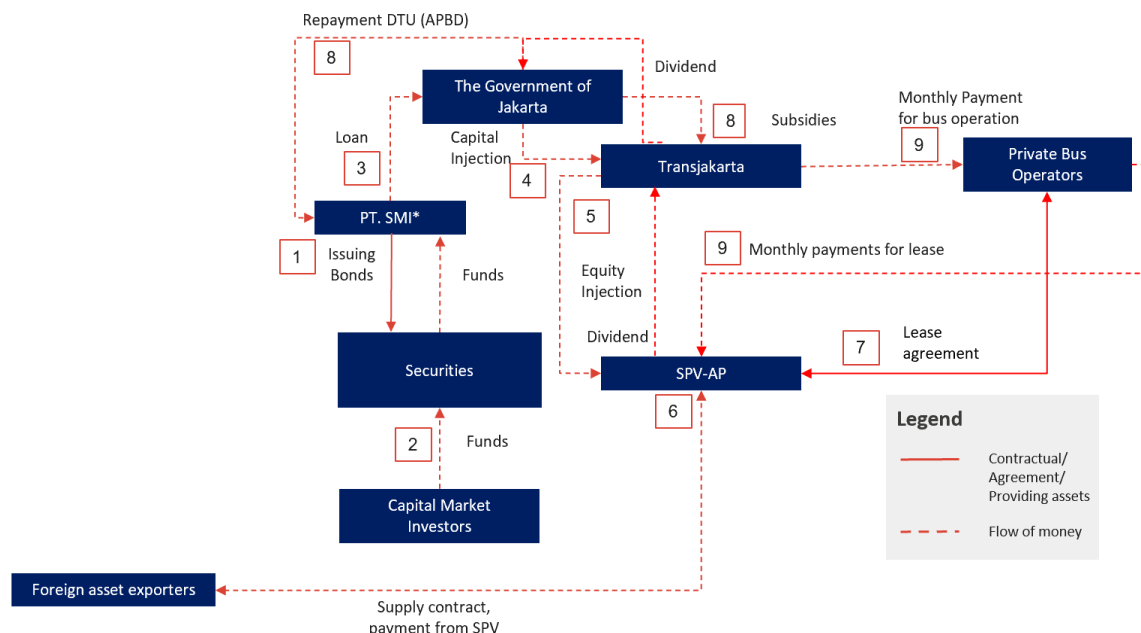 Repayment DTU (APBD)
8
The Government of
Jakarta
Dividend
8
Subsidies
Monthly Payment
for bus operation
9
Private Bus
Operators
Loan
3
Capital
Injection
4
Transjakarta
PT. SMI*
5
1
Issuing
Bonds
Funds
9
Monthly payments for lease
Equity
Injection
Dividend
7
Lease
agreement
Securities
SPV-AP
6
2
Funds
Capital Market
Investors
Legend
Contractual/
Agreement/
Providing assets
Flow of money
Foreign asset exporters
Supply contract,
payment from SPV